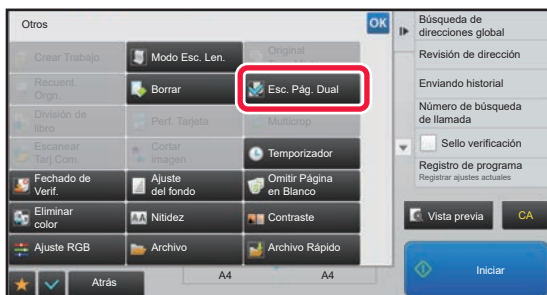 Otros
OK
Crear Trabajo
Modo Esc. Len.
Original
Recuent.
Orgn.
Borrar
Esc. Pág. Dual
División de
libro
Perf. Tarjeta
Multicrop
Escanear
Tarj.Com.
Cortar
imagen
Temporizador
Fechado de
Verif.
Ajuste
del fondo
Omitir Página
en Blanco
Eliminar
color
Nitidez
Contraste
Ajuste RGB
Archivo
Archivo Rápido
Atrás
A4
A4
Búsqueda de
direcciones global
Revisión de dirección
Enviando historial
Número de búsqueda
de llamada
Sello verificación
Registro de programa
Registrar ajustes actuales
Vista previa
CA
Iniciar